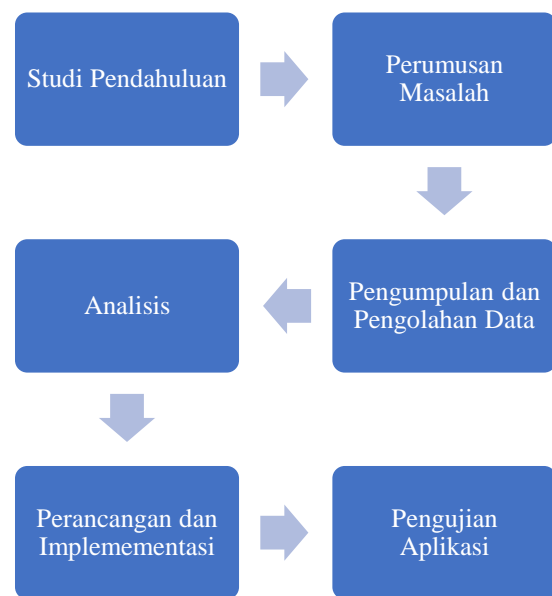 Studi Pendahuluan
Perumusan
Masalah
Pengumpulan dan
Pengolahan Data
Analisis
Perancangan dan
Implemementasi
Pengujian
Aplikasi